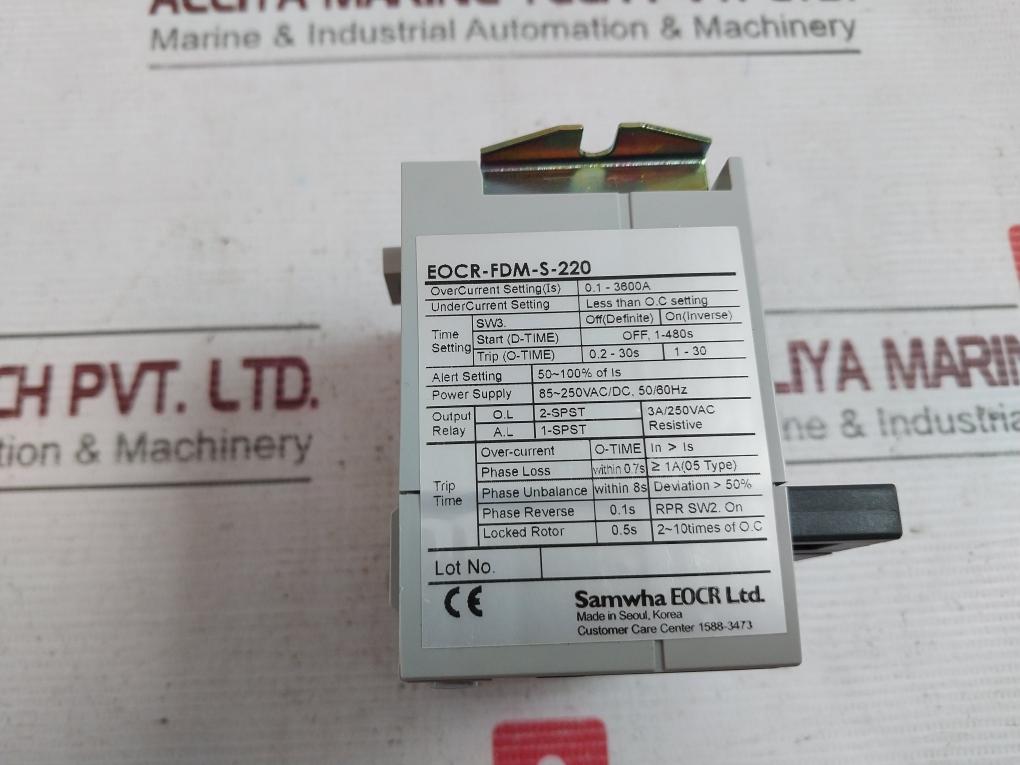 Marine & Industrial Automation & Machinery
CH PVT. LTD.
tion & Machinery
LIYA MARIN
ne & Industria
EOCR-FDM-S-220
OverCurrent Setting(Is) 0.1 - 3600A
UnderCurrent Setting Less than O.C setting
Time Setting SW3. Off(Definite) On(Inverse)
Start (D-TIME) OFF, 1-480s
Trip (O-TIME) 0.2 - 30s 1 - 30
Alert Setting 50~100% of Is
Power Supply 85~250VAC/DC, 50/60Hz
Output Relay O.L 2-SPST 3A/250VAC Resistive
A.L 1-SPST
Trip Time Over-current O-TIME In > Is
Phase Loss within 0.7s ≥ 1A(05 Type)
Phase Unbalance within 8s Deviation > 50%
Phase Reverse 0.1s RPR SW2. On
Locked Rotor 0.5s 2~10times of O.C
Lot No.
CE
Samwha EOCR Ltd.
Made in Seoul, Korea
Customer Care Center 1588-3473